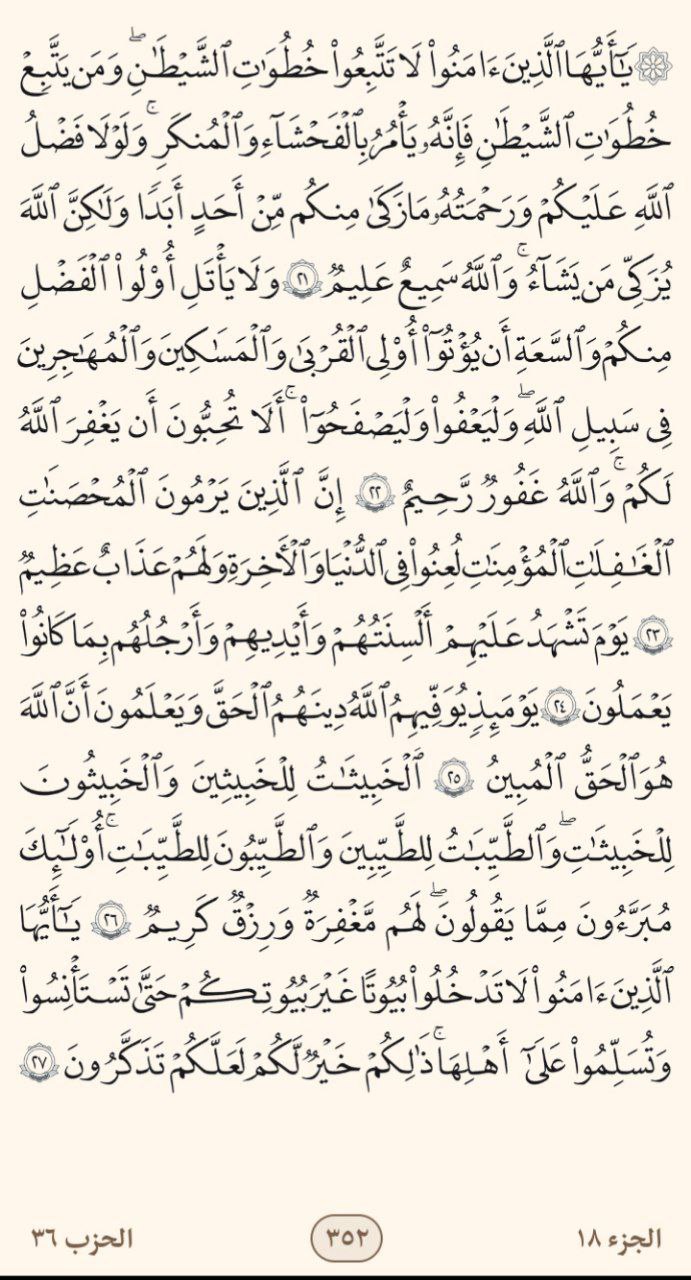 ۞ يَـٰٓأَيُّهَا ٱلَّذِينَ ءَامَنُوا۟ لَا تَتَّبِعُوا۟ خُطُوَٰتِ ٱلشَّيْطَـٰنِ ۖ وَمَن يَتَّبِعْ
خُطُوَٰتِ ٱلشَّيْطَـٰنِ فَإِنَّهُۥ يَأْمُرُ بِٱلْفَحْشَآءِ وَٱلْمُنكَرِ ۚ وَلَوْلَا فَضْلُ
ٱللَّهِ عَلَيْكُمْ وَرَحْمَتُهُۥ مَا زَكَىٰ مِنكُم مِّنْ أَحَدٍ أَبَدًا وَلَـٰكِنَّ ٱللَّهَ
يُزَكِّى مَن يَشَآءُ ۗ وَٱللَّهُ سَمِيعٌ عَلِيمٌ ٢١ وَلَا يَأْتَلِ أُو۟لُوا۟ ٱلْفَضْلِ
مِنكُمْ وَٱلسَّعَةِ أَن يُؤْتُوٓا۟ أُو۟لِى ٱلْقُرْبَىٰ وَٱلْمَسَـٰكِينَ وَٱلْمُهَـٰجِرِينَ
فِى سَبِيلِ ٱللَّهِ ۖ وَلْيَعْفُوا۟ وَلْيَصْفَحُوٓا۟ ۗ أَلَا تُحِبُّونَ أَن يَغْفِرَ ٱللَّهُ
لَكُمْ ۗ وَٱللَّهُ غَفُورٌ رَّحِيمٌ ٢٢ إِنَّ ٱلَّذِينَ يَرْمُونَ ٱلْمُحْصَنَـٰتِ
ٱلْغَـٰفِلَـٰتِ ٱلْمُؤْمِنَـٰتِ لُعِنُوا۟ فِى ٱلدُّنْيَا وَٱلْـَٔاخِرَةِ وَلَهُمْ عَذَابٌ عَظِيمٌ
٢٣ يَوْمَ تَشْهَدُ عَلَيْهِمْ أَلْسِنَتُهُمْ وَأَيْدِيهِمْ وَأَرْجُلُهُم بِمَا كَانُوا۟
يَعْمَلُونَ ٢٤ يَوْمَئِذٍ يُوَفِّيهِمُ ٱللَّهُ دِينَهُمُ ٱلْحَقَّ وَيَعْلَمُونَ أَنَّ ٱللَّهَ
هُوَ ٱلْحَقُّ ٱلْمُبِينُ ٢٥ ٱلْخَبِيثَـٰتُ لِلْخَبِيثِينَ وَٱلْخَبِيثُونَ
لِلْخَبِيثَـٰتِ ۖ وَٱلطَّيِّبَـٰتُ لِلطَّيِّبِينَ وَٱلطَّيِّبُونَ لِلطَّيِّبَـٰتِ ۚ أُو۟لَـٰٓئِكَ
مُبَرَّءُونَ مِمَّا يَقُولُونَ ۖ لَهُم مَّغْفِرَةٌ وَرِزْقٌ كَرِيمٌ ٢٦ يَـٰٓأَيُّهَا
ٱلَّذِينَ ءَامَنُوا۟ لَا تَدْخُلُوا۟ بُيُوتًا غَيْرَ بُيُوتِكُمْ حَتَّىٰ تَسْتَأْنِسُوا۟
وَتُسَلِّمُوا۟ عَلَىٰٓ أَهْلِهَا ۚ ذَٰلِكُمْ خَيْرٌ لَّكُمْ لَعَلَّكُمْ تَذَكَّرُونَ ٢٧
الجزء ١٨ ٣٥٢ الحزب ٣٦